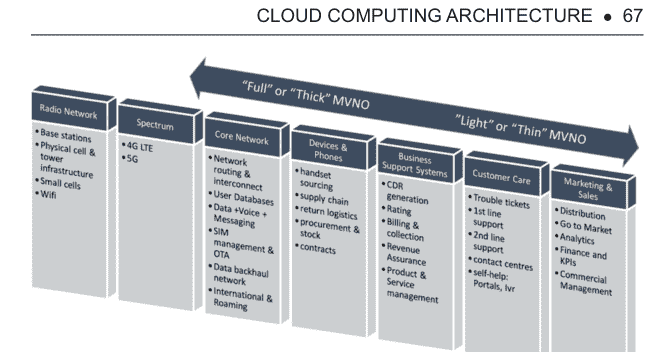 CLOUD COMPUTING ARCHITECTURE ● 67
"Full" or "Thick" MVNO
"Light" or "Thin" MVNO
Radio Network
• Base stations
• Physical cell &
tower
infrastructure
• Small cells
• Wifi
Spectrum
• 4G LTE
• 5G
Core Network
• Network
routing &
interconnect
• User Databases
• Data +Voice +
Messaging
• SIM
management &
OTA
• Data backhaul
network
• International &
Roaming
Devices &
Phones
• handset
sourcing
• supply chain
• return logistics
• procurement &
stock
• contracts
Business
Support Systems
• CDR
generation
• Rating
• Billing &
collection
• Revenue
Assurance
• Product &
Service
management
Customer Care
• Trouble tickets
• 1st line
support
• 2nd line
support
• contact centres
• self-help:
Portals, Ivr
Marketing &
Sales
• Distribution
• Go to Market
• Analytics
• Finance and
KPIs
• Commercial
Management